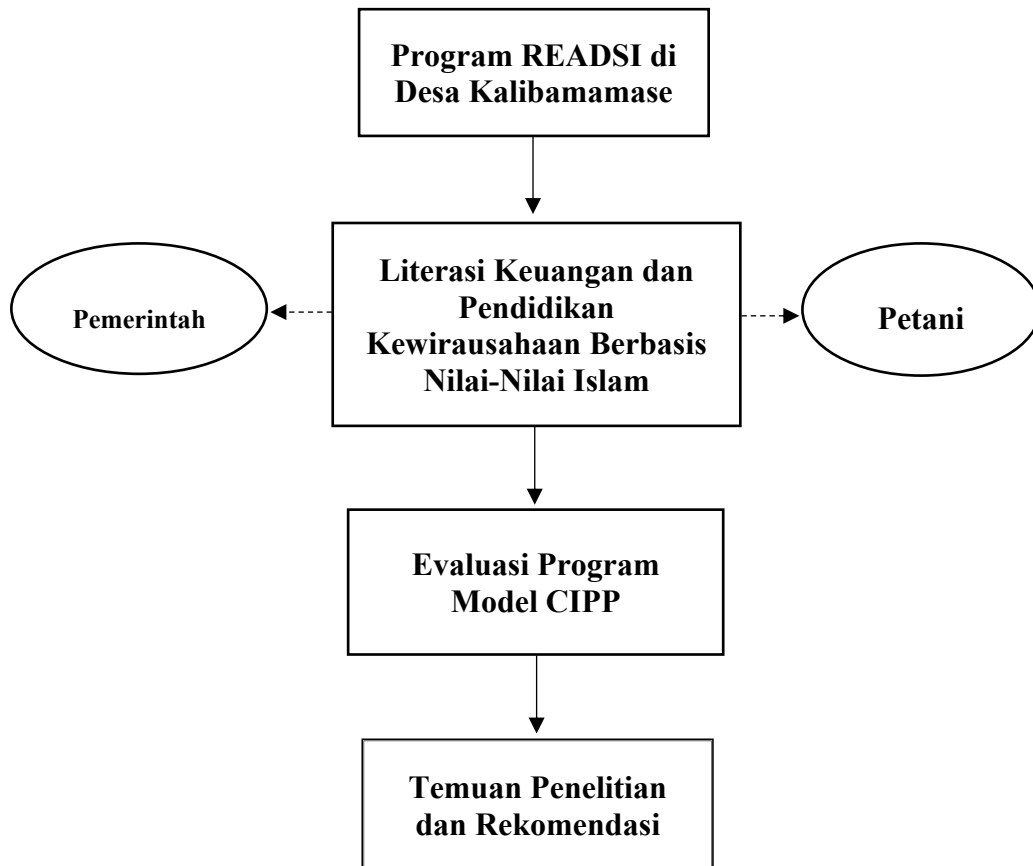 Program READSI di
Desa Kalibamamase
Literasi Keuangan dan
Pendidikan
Kewirausahaan Berbasis
Nilai-Nilai Islam
Pemerintah
Petani
Evaluasi Program
Model CIPP
Temuan Penelitian
dan Rekomendasi